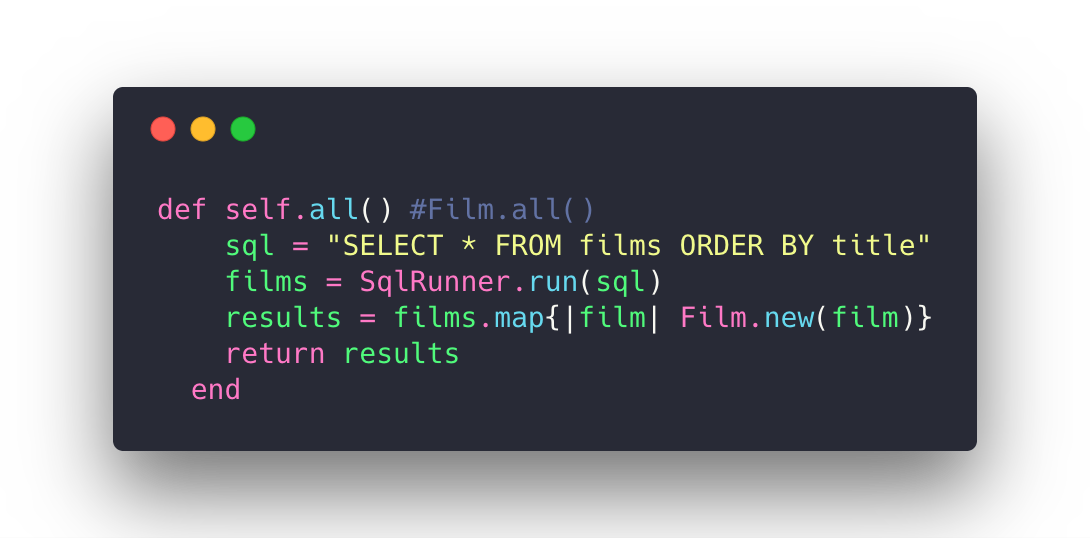 def self.all() #Film.all()
    sql = "SELECT * FROM films ORDER BY title"
    films = SqlRunner.run(sql)
    results = films.map{|film| Film.new(film)}
    return results
  end